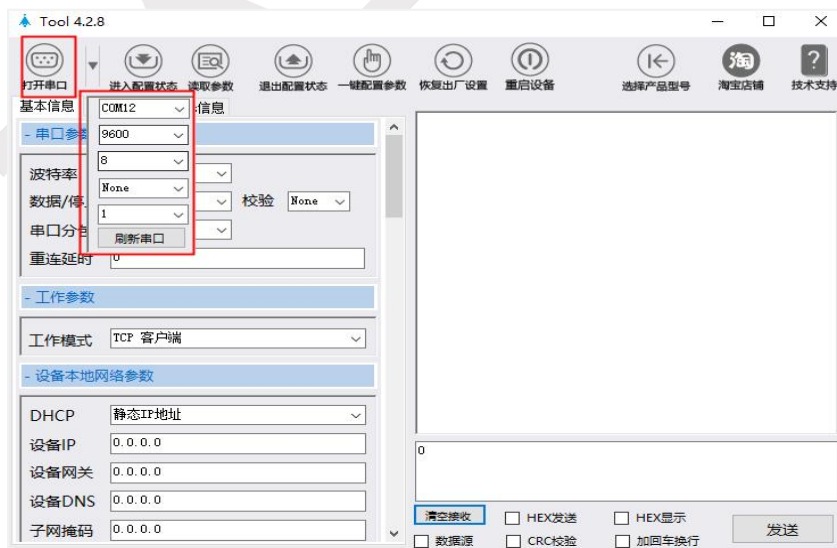 Tool 4.2.8
打开串口 进入配置状态 读取参数 退出配置状态 一键配置参数 恢复出厂设置 重启设备 选择产品型号 淘宝店铺 技术支持
淘
基本信息 信息
COM12
9600
8
None
1
刷新串口
- 串口参
波特率
数据/停 校验 None
串口分
重连延时 0
- 工作参数
工作模式 TCP 客户端
- 设备本地网络参数
DHCP 静态IP地址
设备IP 0.0.0.0
设备网关 0.0.0.0
设备DNS 0.0.0.0
子网掩码 0.0.0.0
0
清空接收 HEX发送 HEX显示
数据源 CRC校验 加回车换行
发送